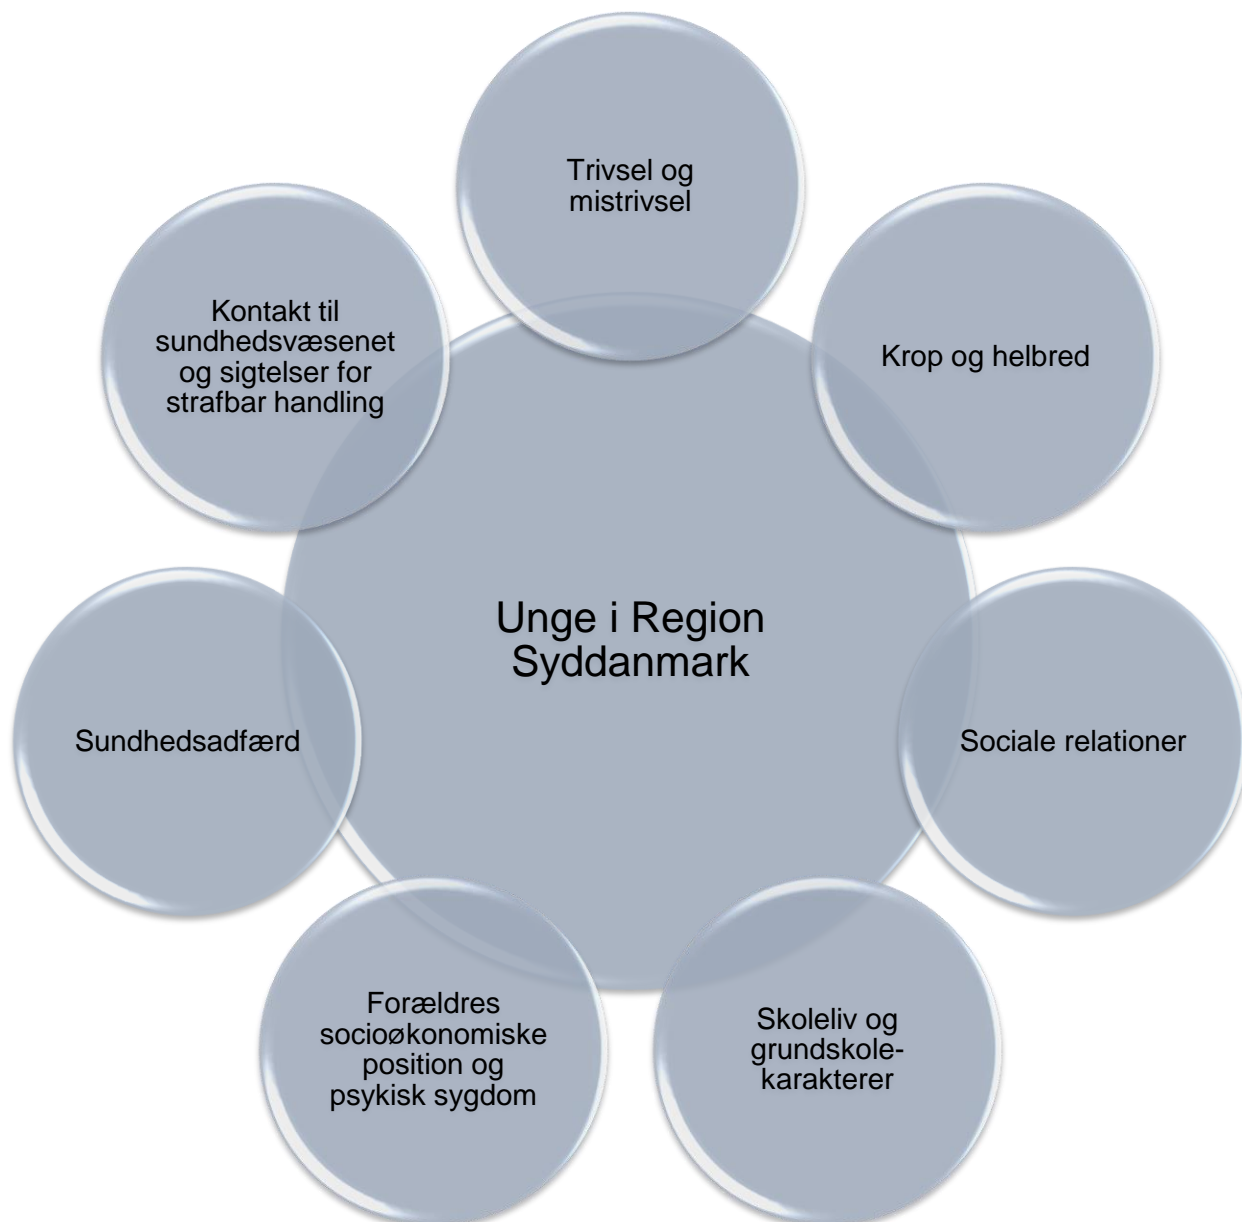 Trivsel og
mistrivsel
Kontakt til
sundhedsvæsenet
og sigtelser for
strafbar handling
Krop og helbred
Unge i Region
Syddanmark
Sundhedsadfærd
Sociale relationer
Forældres
socioøkonomiske
position og
psykisk sygdom
Skoleliv og
grundskole-
karakterer